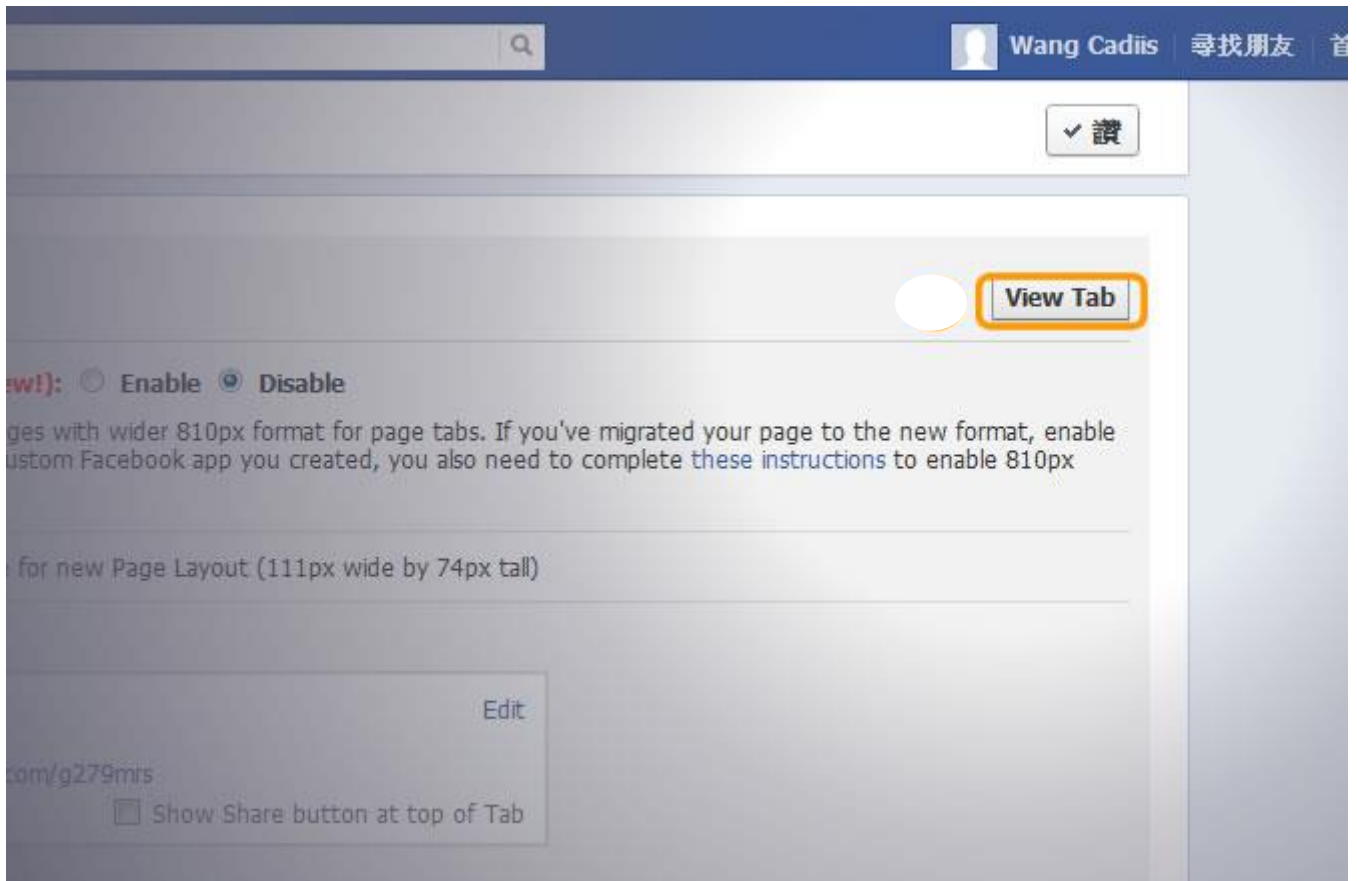 Wang Cadiis 尋找朋友 首
讚
View Tab
ew!): Enable Disable
ges with wider 810px format for page tabs. If you've migrated your page to the new format, enable
ustom Facebook app you created, you also need to complete these instructions to enable 810px
for new Page Layout (111px wide by 74px tall)
Edit
com/g279mrs
Show Share button at top of Tab